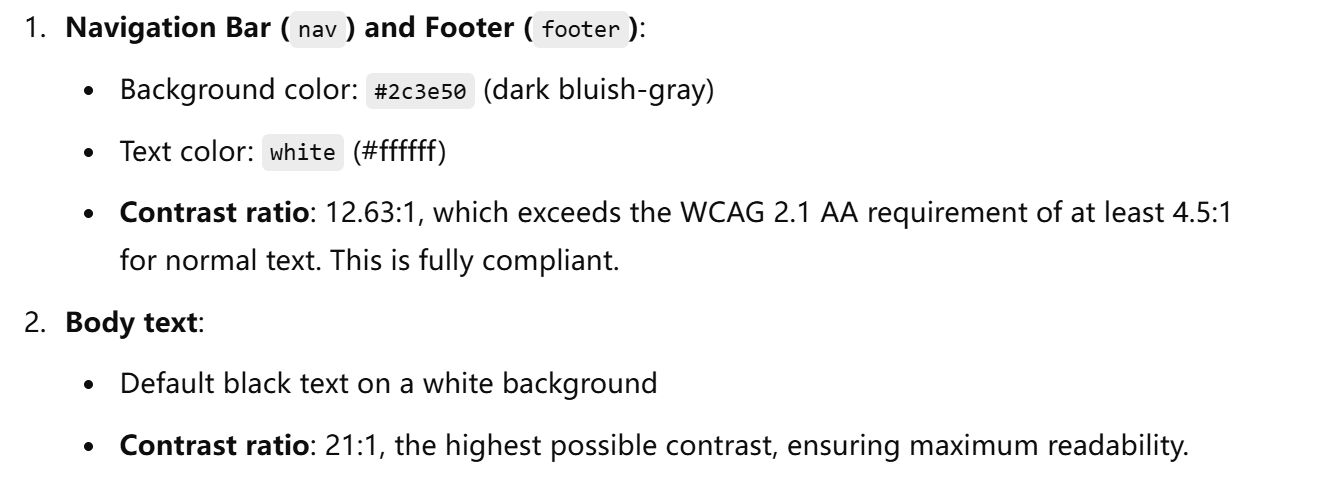 1. Navigation Bar ( nav ) and Footer ( footer ):
• Background color: #2c3e50 (dark bluish-gray)
• Text color: white (#ffffff)
• Contrast ratio: 12.63:1, which exceeds the WCAG 2.1 AA requirement of at least 4.5:1
for normal text. This is fully compliant.
2. Body text:
• Default black text on a white background
• Contrast ratio: 21:1, the highest possible contrast, ensuring maximum readability.